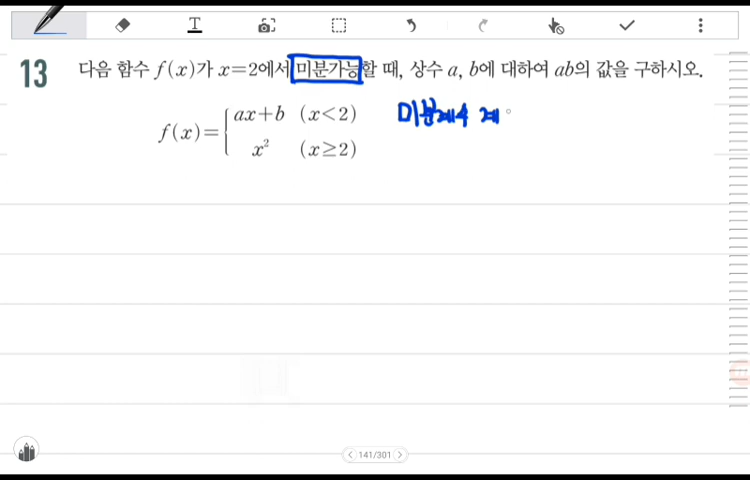 13 다음 함수 f(x)가 x=2에서 미분가능할 때, 상수 a, b에 대하여 ab의 값을 구하시오.
f(x)={ ax+b (x<2)
x² (x≥2)
미분계수 계
141/301